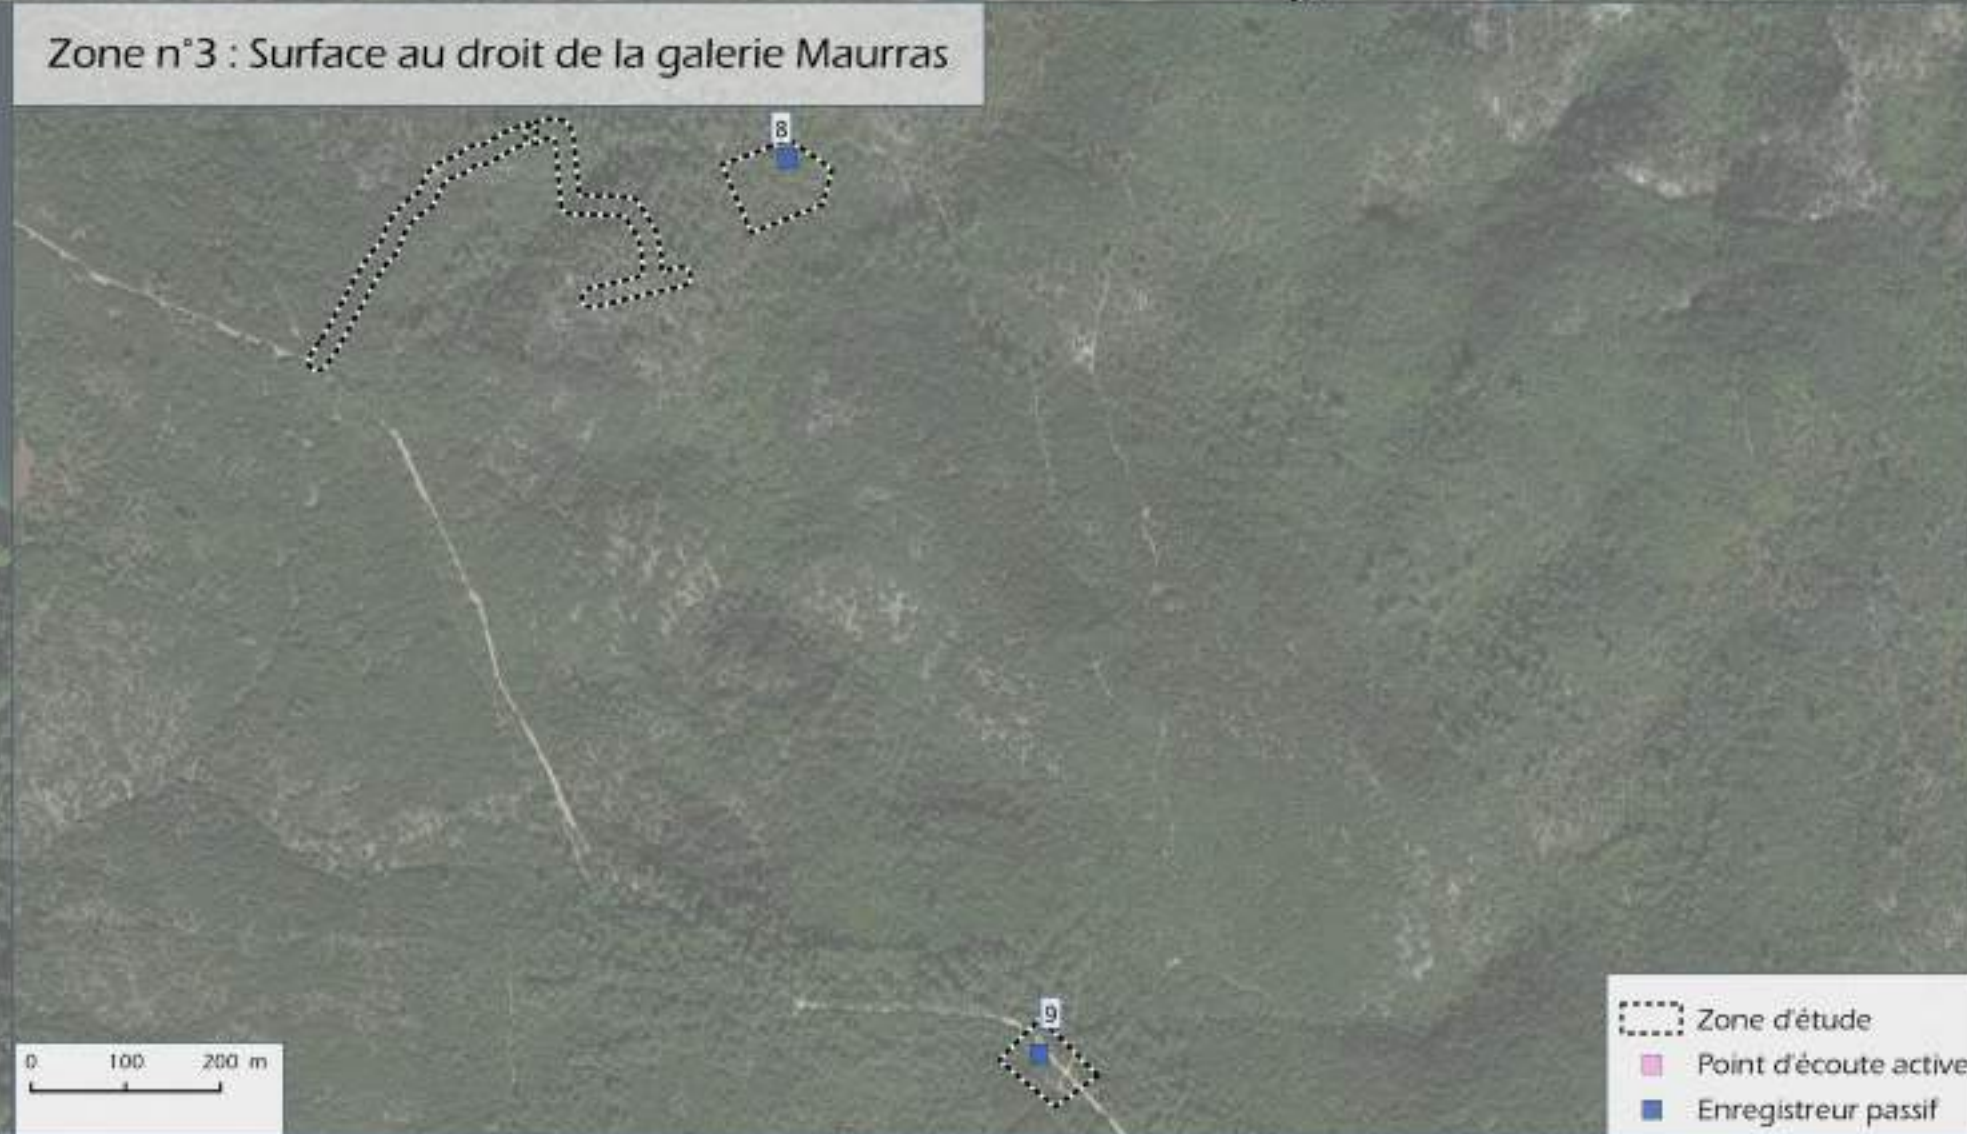 Zone n°3 : Surface au droit de la galerie Maurras
8
9
0 100 200 m
Zone d'étude
Point d'écoute active
Enregistreur passif